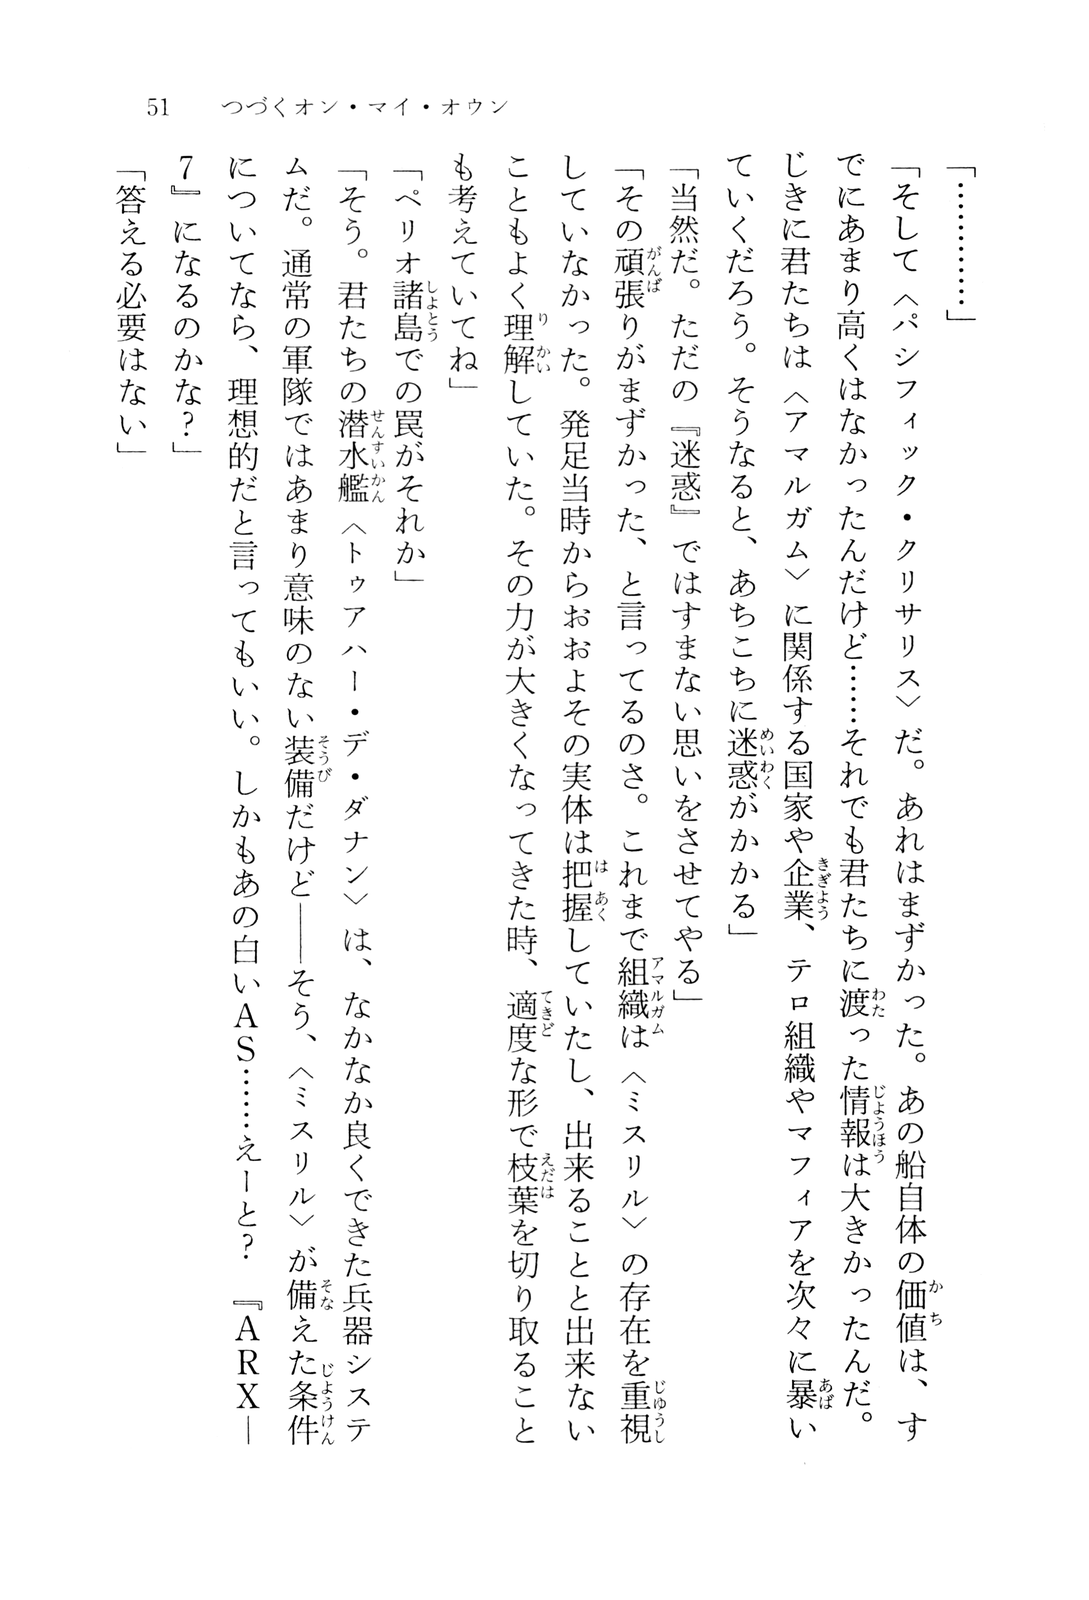 51　つづくオン・マイ・オウン
「…………」
「そして〈パシフィック・クリサリス〉だ。あれはまずかった。あの船自体の価値は、す
でにあまり高くはなかったんだけど……それでも君たちに渡った情報は大きかったんだ。
じきに君たちは〈アマルガム〉に関係する国家や企業、テロ組織やマフィアを次々に暴い
ていくだろう。そうなると、あちこちに迷惑がかかる」
「当然だ。ただの『迷惑』ではすまない思いをさせてやる」
「その頑張りがまずかった、と言ってるのさ。これまで組織は〈ミスリル〉の存在を重視
していなかった。発足当時からおおよその実体は把握していたし、出来ることと出来ない
こともよく理解していた。その力が大きくなってきた時、適度な形で枝葉を切り取ること
も考えていてね」
「ペリオ諸島での罠がそれか」
「そう。君たちの潜水艦〈トゥアハー・デ・ダナン〉は、なかなか良くできた兵器システ
ムだ。通常の軍隊ではあまり意味のない装備だけど――そう、〈ミスリル〉が備えた条件
についてなら、理想的だと言ってもいい。しかもあの白いＡＳ……えーと？　『ＡＲＸ―
７』になるのかな？」
「答える必要はない」